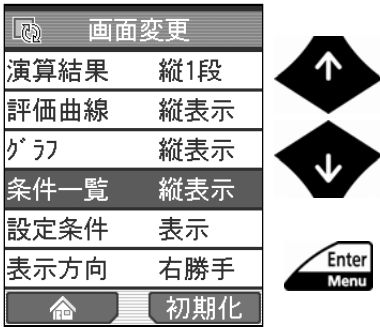 画面変更
演算結果 縦1段
評価曲線 縦表示
ｸﾞﾗﾌ 縦表示
条件一覧 縦表示
設定条件 表示
表示方向 右勝手
初期化
Enter
Menu